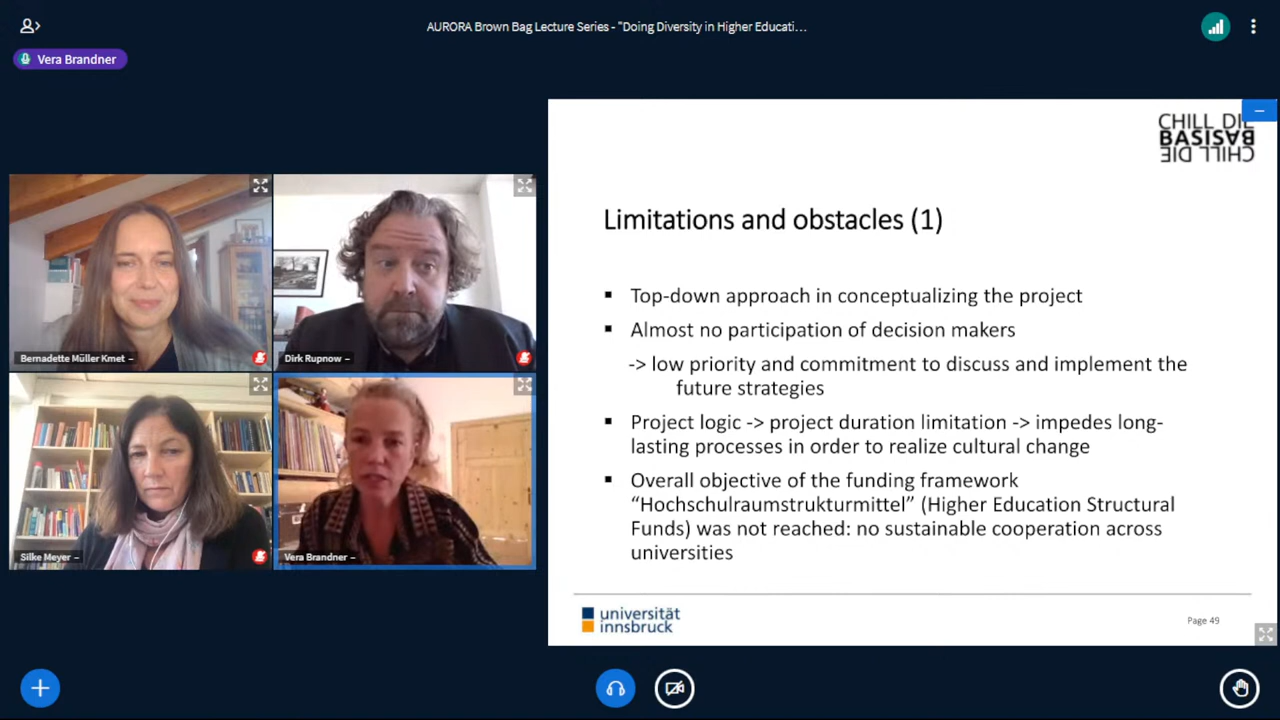 AURORA Brown Bag Lecture Series - "Doing Diversity in Higher Educati...
Vera Brandner
Bernadette Müller Kmet –
Dirk Rupnow –
Silke Meyer –
Vera Brandner –
CHILL DIE
BASIS
CHILL DIE
Limitations and obstacles (1)
▪ Top-down approach in conceptualizing the project
▪ Almost no participation of decision makers
-> low priority and commitment to discuss and implement the
future strategies
▪ Project logic -> project duration limitation -> impedes long-
lasting processes in order to realize cultural change
▪ Overall objective of the funding framework
“Hochschulraumstrukturmittel” (Higher Education Structural
Funds) was not reached: no sustainable cooperation across
universities
universität
innsbruck
Page 49